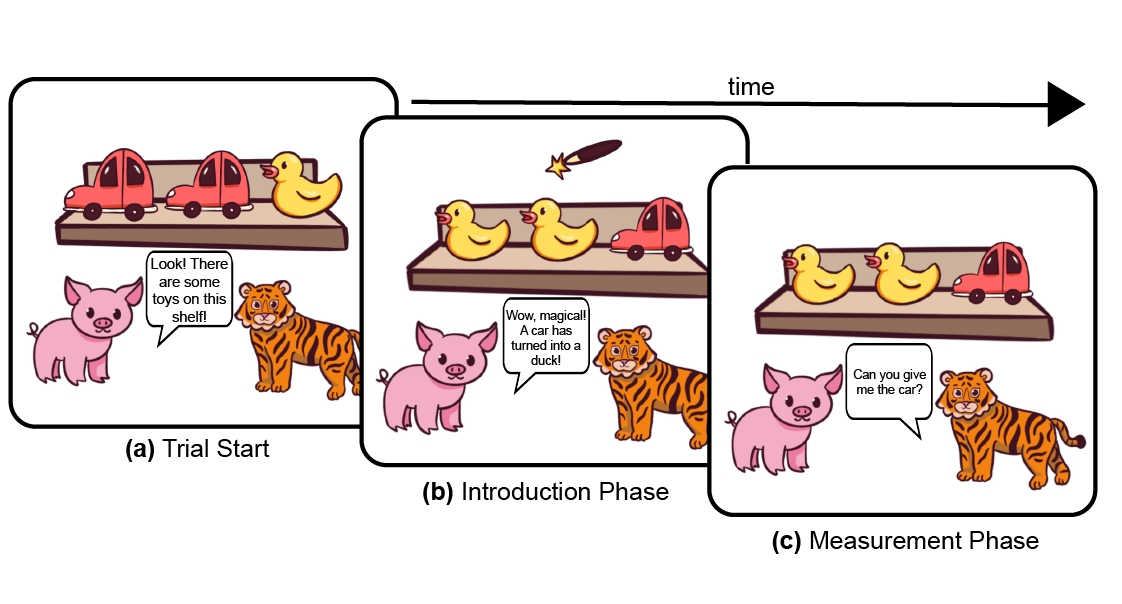 time
Look! There
are some
toys on this
shelf!
(a) Trial Start
Wow, magical!
A car has
turned into a
duck!
(b) Introduction Phase
Can you give
me the car?
(c) Measurement Phase